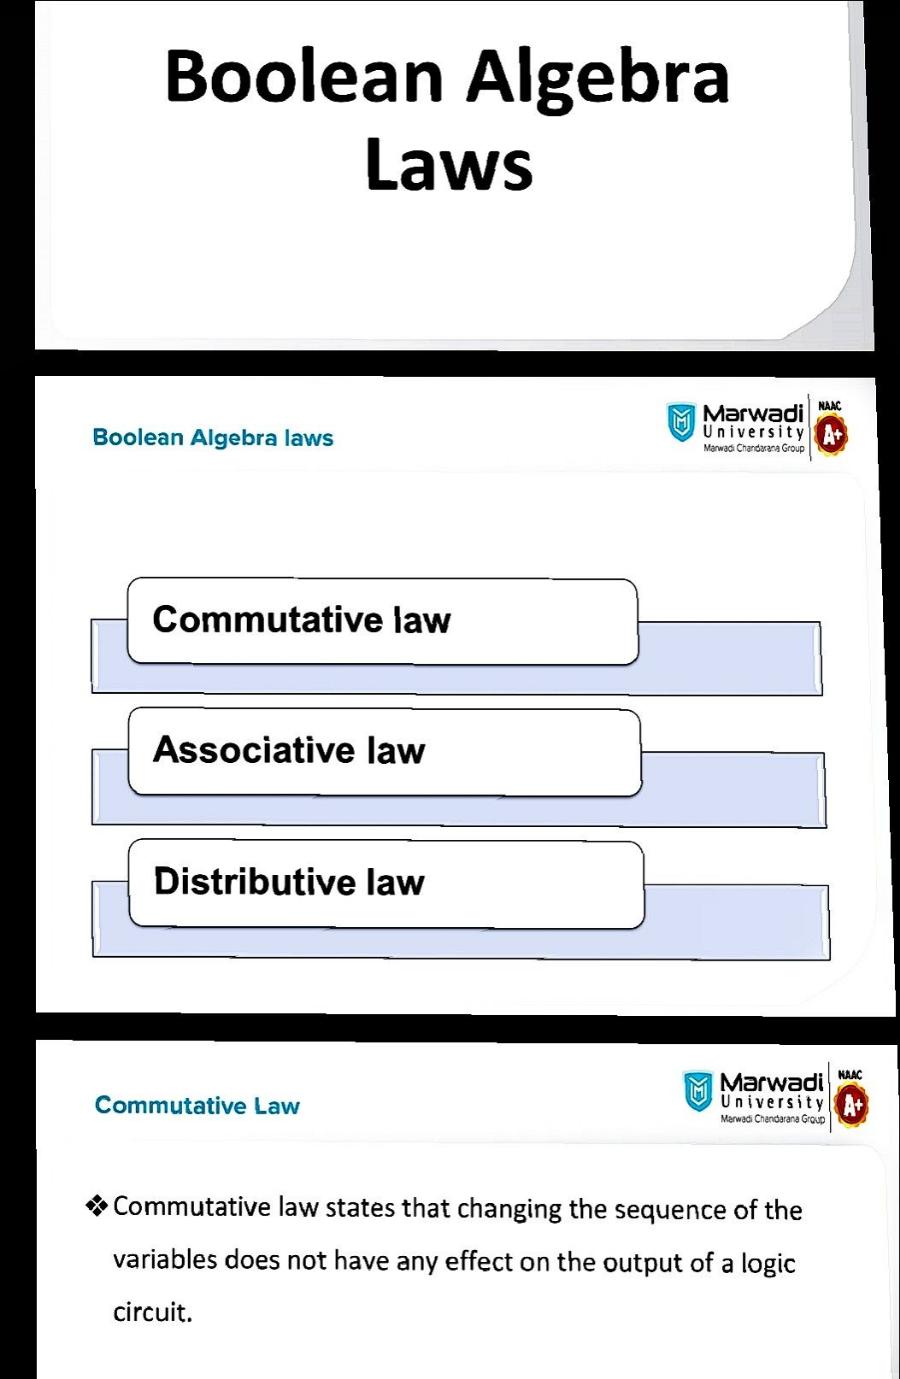 Boolean Algebra
Laws
Boolean Algebra laws
Marwadi
University
Marwadi Chandarana Group
NAAC
A+
Commutative law
Associative law
Distributive law
Commutative Law
Marwadi
University
Marwadi Chandarana Group
NAAC
A+
❖ Commutative law states that changing the sequence of the
variables does not have any effect on the output of a logic
circuit.